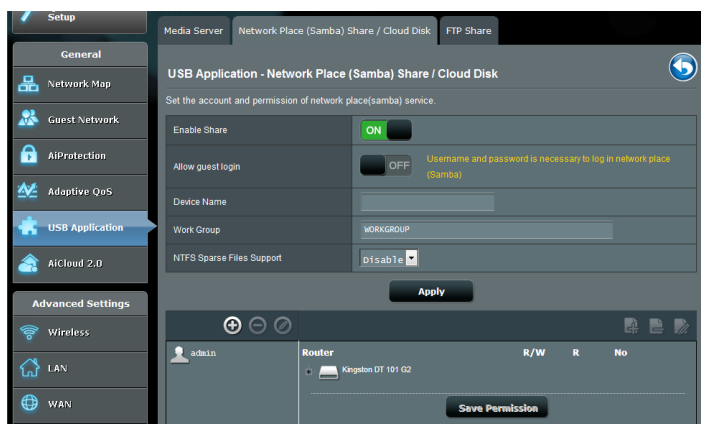 Setup
General
Network Map
Guest Network
AiProtection
Adaptive QoS
USB Application
AiCloud 2.0
Advanced Settings
Wireless
LAN
WAN
Media Server
Network Place (Samba) Share / Cloud Disk
FTP Share
USB Application - Network Place (Samba) Share / Cloud Disk
Set the account and permission of network place(samba) service.
Enable Share
ON
Allow guest login
OFF
Username and password is necessary to log in network place
(Samba)
Device Name
Work Group
WORKGROUP
NTFS Sparse Files Support
Disable
Apply
admin
Router R/W R No
Kingston DT 101 G2
Save Permission